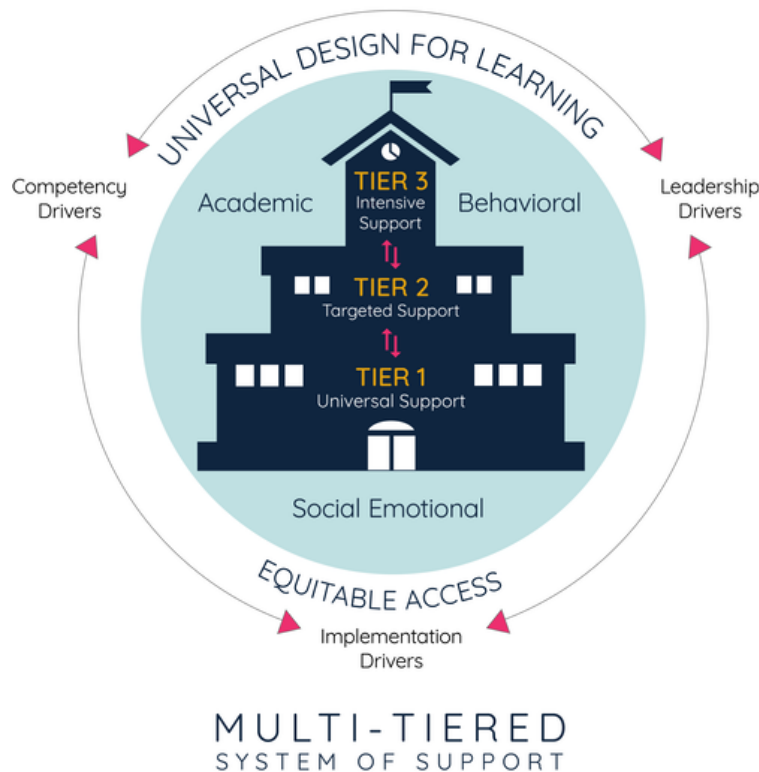 UNIVERSAL DESIGN FOR LEARNING
Competency
Drivers
Leadership
Drivers
Academic
Behavioral
TIER 3
Intensive
Support
TIER 2
Targeted Support
TIER 1
Universal Support
Social Emotional
EQUITABLE ACCESS
Implementation
Drivers
MULTI-TIERED
SYSTEM OF SUPPORT